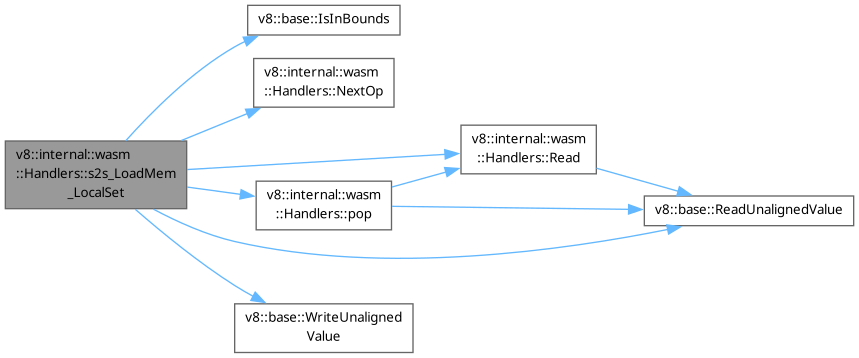 v8::base::IsInBounds
v8::internal::wasm
::Handlers::NextOp
v8::internal::wasm
::Handlers::s2s_LoadMem
_LocalSet
v8::internal::wasm
::Handlers::Read
v8::internal::wasm
::Handlers::pop
v8::base::ReadUnalignedValue
v8::base::WriteUnaligned
Value